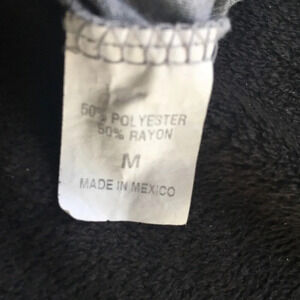 50% POLYESTER
50% RAYON
M
MADE IN MEXICO